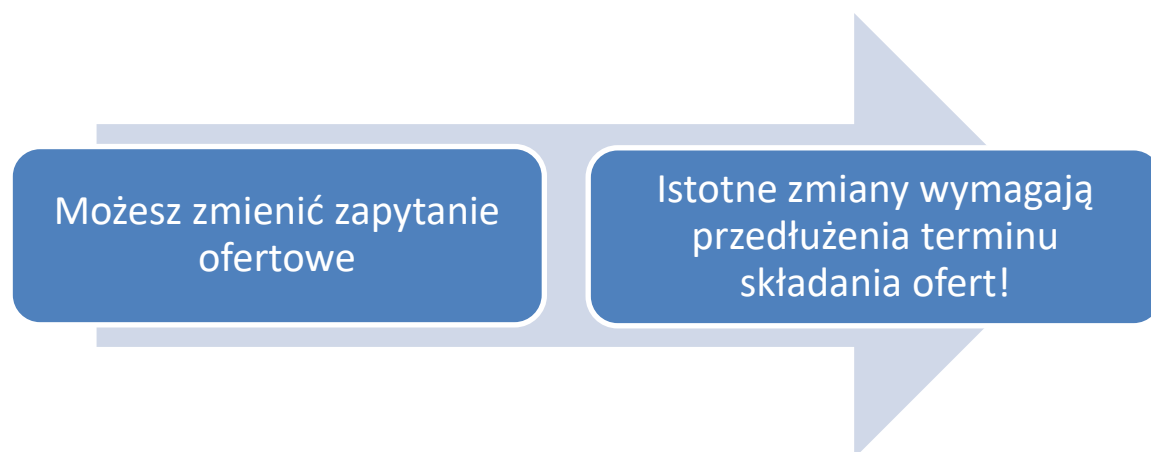 Możesz zmienić zapytanie
ofertowe
Istotne zmiany wymagają
przedłużenia terminu
składania ofert!